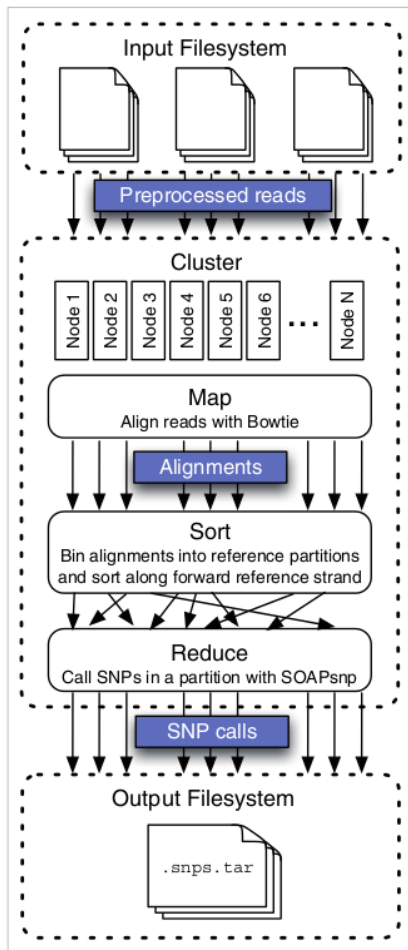 Input Filesystem
Preprocessed reads
Cluster
Node 1
Node 2
Node 3
Node 4
Node 5
Node 6
...
Node N
Map
Align reads with Bowtie
Alignments
Sort
Bin alignments into reference partitions
and sort along forward reference strand
Reduce
Call SNPs in a partition with SOAPsnp
SNP calls
Output Filesystem
.snps.tar